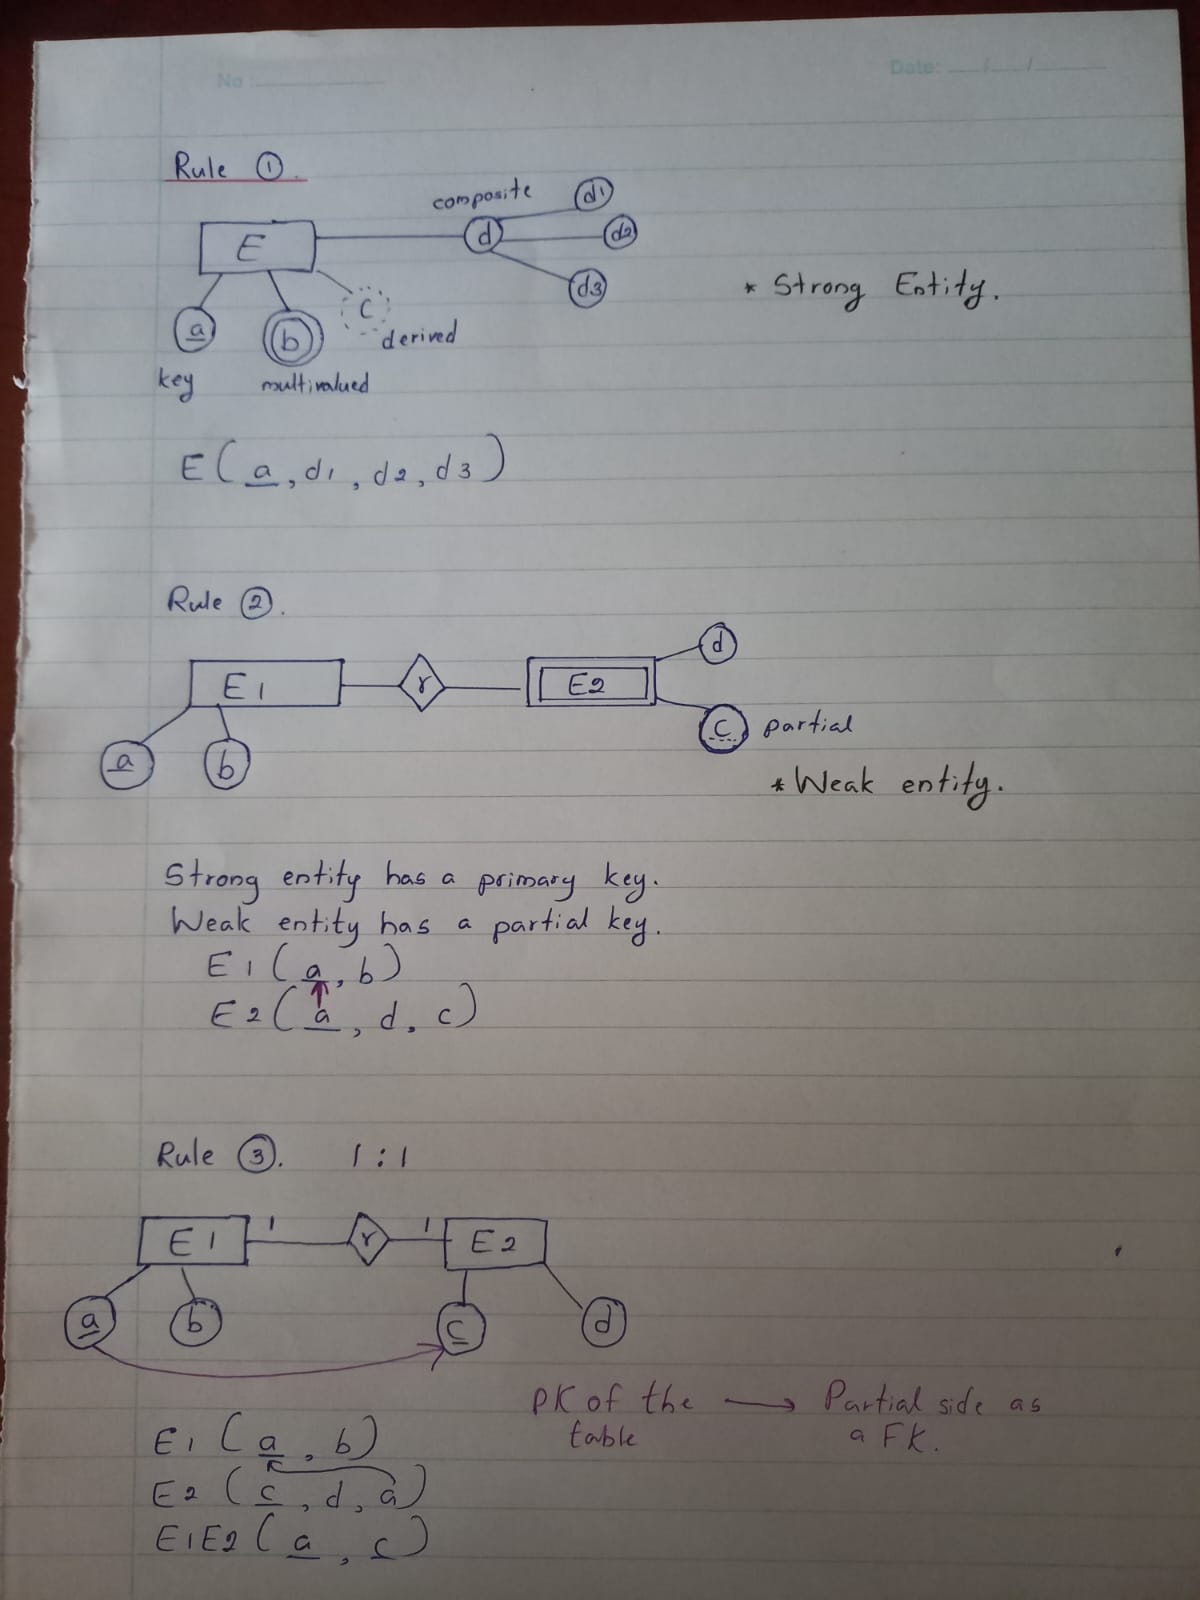 No :
Date: / /
Rule ①.
composite
d1
E
d
d2
d3
* Strong Entity.
a
b
c
derived
key
multivalued
E ( a , d1 , d2 , d3 )
Rule ②.
d
E1
r
E2
c
partial
a
b
* Weak entity.
Strong entity has a primary key.
Weak entity has a partial key.
E1 ( a , b )
E2 ( a , d , c )
Rule ③. 1 : 1
E1
1
r
1
E2
a
b
c
d
PK of the table → Partial side as a FK.
E1 ( a , b )
E2 ( c , d , a )
E1E2 ( a , c )